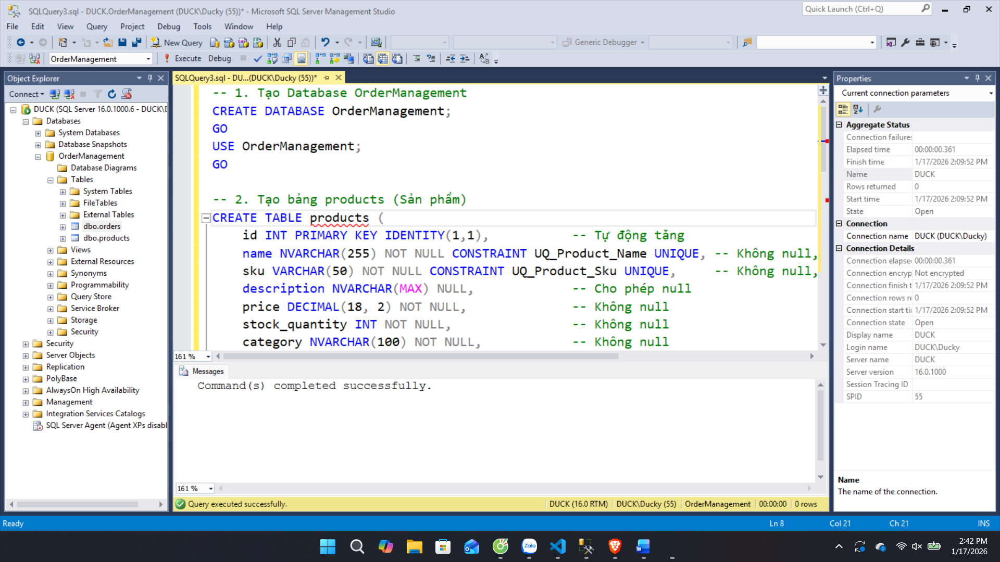 SQLQuery3.sql - DUCK.OrderManagement (DUCK\Ducky (55))* - Microsoft SQL Server Management Studio
Quick Launch (Ctrl+Q)
File Edit View Query Project Debug Tools Window Help
New Query
Generic Debugger
OrderManagement
Execute Debug
Object Explorer
Connect
DUCK (SQL Server 16.0.1000.6 - DUCK\
Databases
System Databases
Database Snapshots
OrderManagement
Database Diagrams
Tables
System Tables
FileTables
External Tables
dbo.orders
dbo.products
Views
External Resources
Synonyms
Programmability
Query Store
Service Broker
Storage
Security
Security
Server Objects
Replication
PolyBase
AlwaysOn High Availability
Management
Integration Services Catalogs
SQL Server Agent (Agent XPs disabl
SQLQuery3.sql - DU...(DUCK\Ducky (55))*
-- 1. Tạo Database OrderManagement
CREATE DATABASE OrderManagement;
GO
USE OrderManagement;
GO
-- 2. Tạo bảng products (Sản phẩm)
CREATE TABLE products (
id INT PRIMARY KEY IDENTITY(1,1), -- Tự động tăng
name NVARCHAR(255) NOT NULL CONSTRAINT UQ_Product_Name UNIQUE, -- Không null,
sku VARCHAR(50) NOT NULL CONSTRAINT UQ_Product_Sku UNIQUE, -- Không null,
description NVARCHAR(MAX) NULL, -- Cho phép null
price DECIMAL(18, 2) NOT NULL, -- Không null
stock_quantity INT NOT NULL, -- Không null
category NVARCHAR(100) NOT NULL, -- Không null
161 %
Messages
Command(s) completed successfully.
161 %
Query executed successfully.
DUCK (16.0 RTM) DUCK\Ducky (55) OrderManagement 00:00:00 0 rows
Properties
Current connection parameters
Aggregate Status
Connection failures
Elapsed time 00:00:00.361
Finish time 1/17/2026 2:09:52 PM
Name DUCK
Rows returned 0
Start time 1/17/2026 2:09:52 PM
State Open
Connection
Connection name DUCK (DUCK\Ducky)
Connection Details
Connection elapse 00:00:00.361
Connection encryp Not encrypted
Connection finish t 1/17/2026 2:09:52 PM
Connection rows re 0
Connection start tir 1/17/2026 2:09:52 PM
Connection state Open
Display name DUCK
Login name DUCK\Ducky
Server name DUCK
Server version 16.0.1000
Session Tracing ID
SPID 55
Name
The name of the connection.
Ready
Ln 8 Col 21 Ch 21 INS
Zalo
2:42 PM
1/17/2026